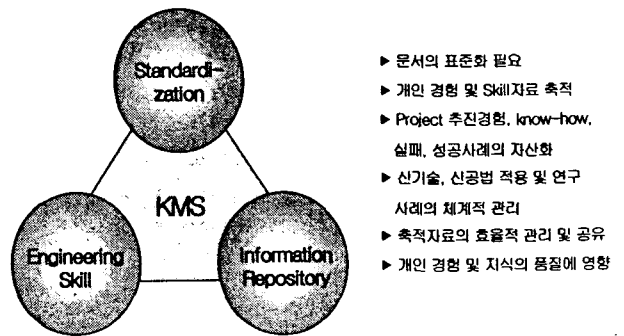 Standardi-
zation
KMS
Engineering
Skill
Information
Repository
▶ 문서의 표준화 필요
▶ 개인 경험 및 Skill자료 축적
▶ Project 추진경험, know-how,
실패, 성공사례의 자산화
▶ 신기술, 신공법 적용 및 연구
사례의 체계적 관리
▶ 축적자료의 효율적 관리 및 공유
▶ 개인 경험 및 지식의 품질에 영향